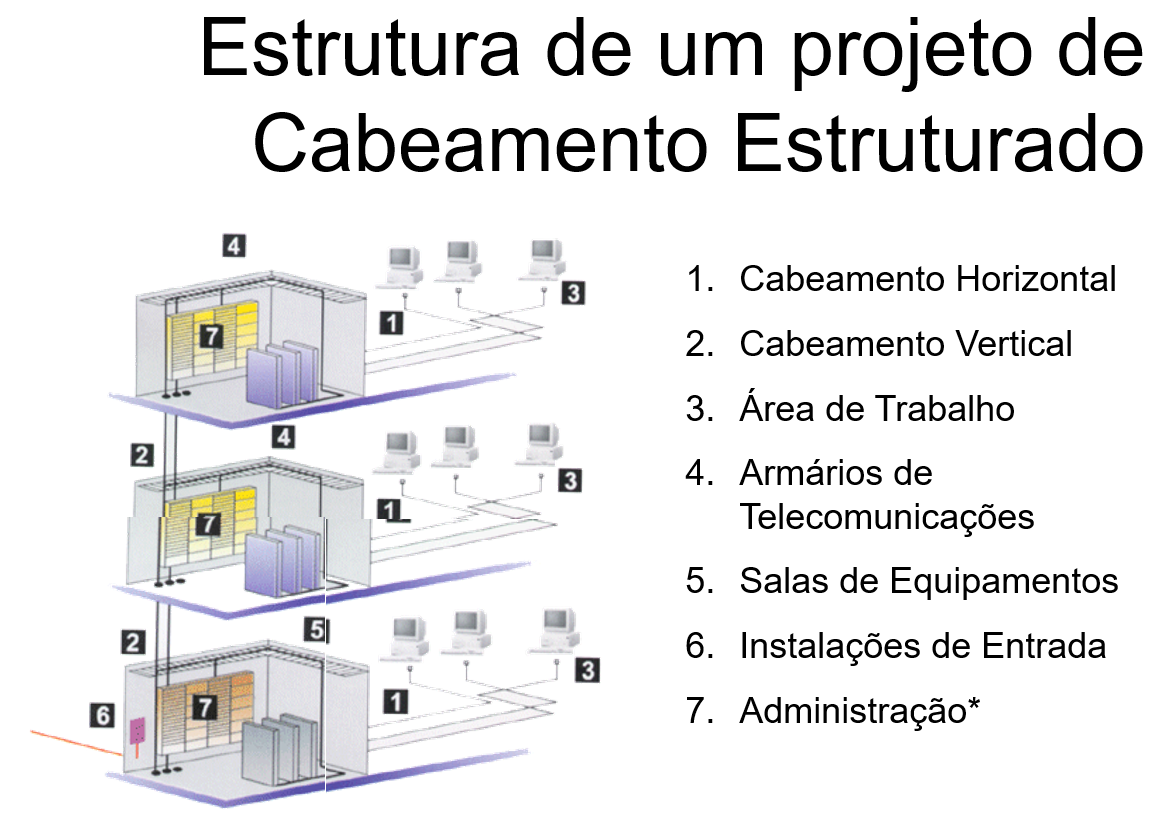 Estrutura de um projeto de
Cabeamento Estruturado
4
3
7
1
1. Cabeamento Horizontal
2. Cabeamento Vertical
3. Área de Trabalho
4. Armários de
Telecomunicações
5. Salas de Equipamentos
6. Instalações de Entrada
7. Administração*
4
2
3
1
7
5
2
3
1
7
6